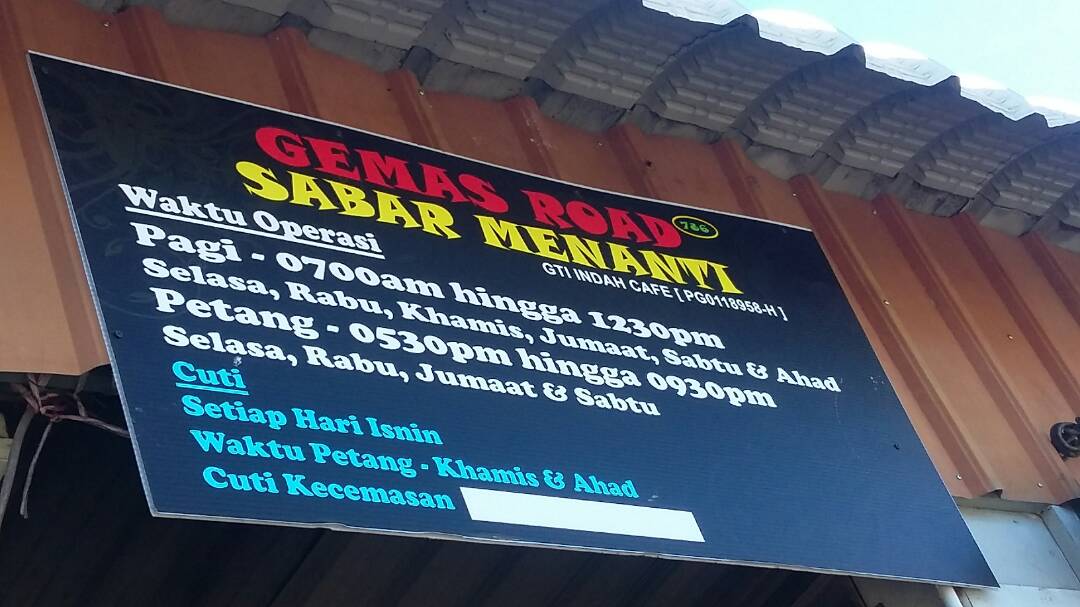 GEMAS ROAD 786
SABAR MENANTI
GTI INDAH CAFE [ PG0118958-H ]
Waktu Operasi
Pagi - 0700am hingga 1230pm
Selasa, Rabu, Khamis, Jumaat, Sabtu & Ahad
Petang - 0530pm hingga 0930pm
Selasa, Rabu, Jumaat & Sabtu
Cuti
Setiap Hari Isnin
Waktu Petang - Khamis & Ahad
Cuti Kecemasan